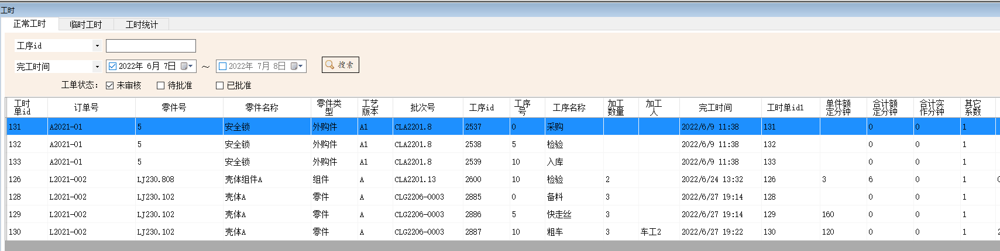 工时
正常工时 临时工时 工时统计
工序id
完工时间 2022年 6月 7日 ～ 2022年 7月 8日 搜索
工单状态： 未审核 待批准 已批准
工时单id 订单号 零件号 零件名称 零件类型 工艺版本 批次号 工序id 工序号 工序名称 加工数量 加工人 完工时间 工时单id1 单件额定分钟 合计额定分钟 合计实作分钟 其它系数
131 A2021-01 5 安全锁 外购件 A1 CLA2201.8 2537 0 采购 2022/6/9 11:38 131 0 0 1
132 A2021-01 5 安全锁 外购件 A1 CLA2201.8 2538 5 检验 2022/6/9 11:38 132 0 0 1
133 A2021-01 5 安全锁 外购件 A1 CLA2201.8 2539 10 入库 2022/6/9 11:38 133 0 0 1
126 L2021-002 LJ230.808 壳体组件A 组件 A CLA2201.13 2600 10 检验 2 2022/6/24 13:32 126 3 6 0 1
128 L2021-002 LJ230.102 壳体A 零件 A CLG2206-0003 2885 0 备料 3 2022/6/27 19:14 128 0 0 1
129 L2021-002 LJ230.102 壳体A 零件 A CLG2206-0003 2886 5 快走丝 3 2022/6/27 19:14 129 160 0 0 1
130 L2021-002 LJ230.102 壳体A 零件 A CLG2206-0003 2887 10 粗车 3 车工2 2022/6/27 19:22 130 120 0 0 1